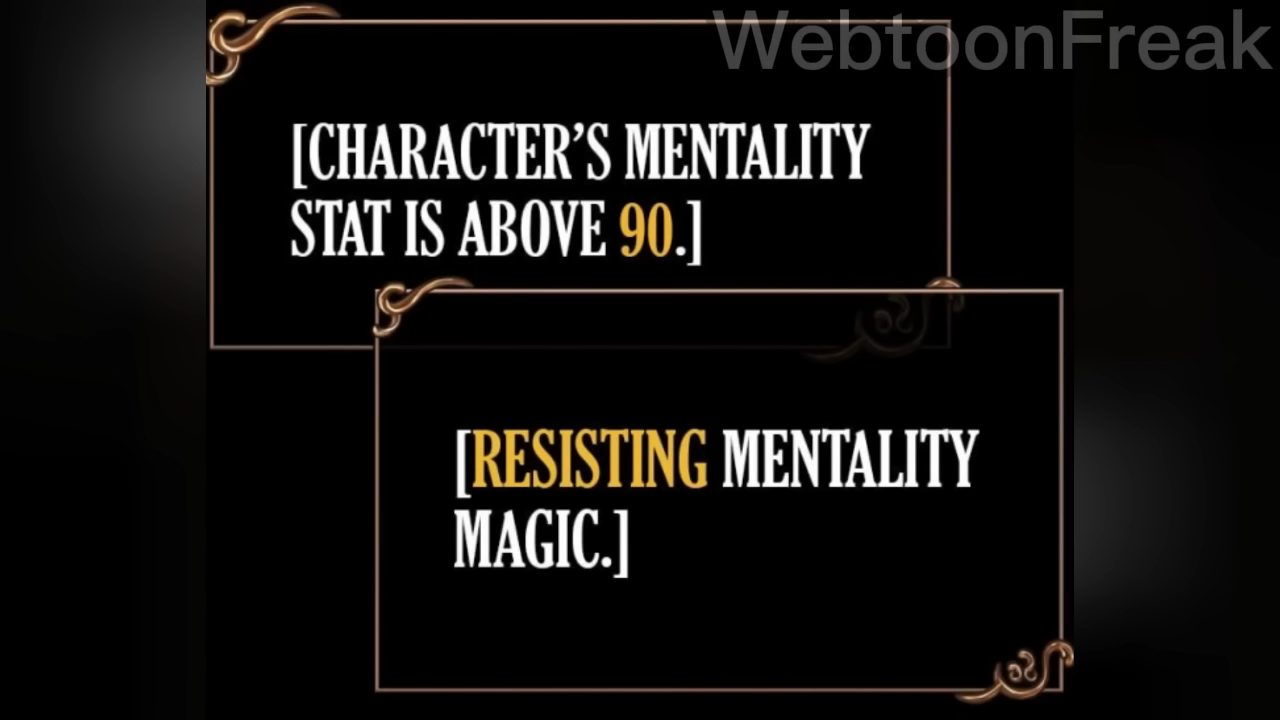 WebtoonFreak
[CHARACTER'S MENTALITY
STAT IS ABOVE 90.]
[RESISTING MENTALITY
MAGIC.]